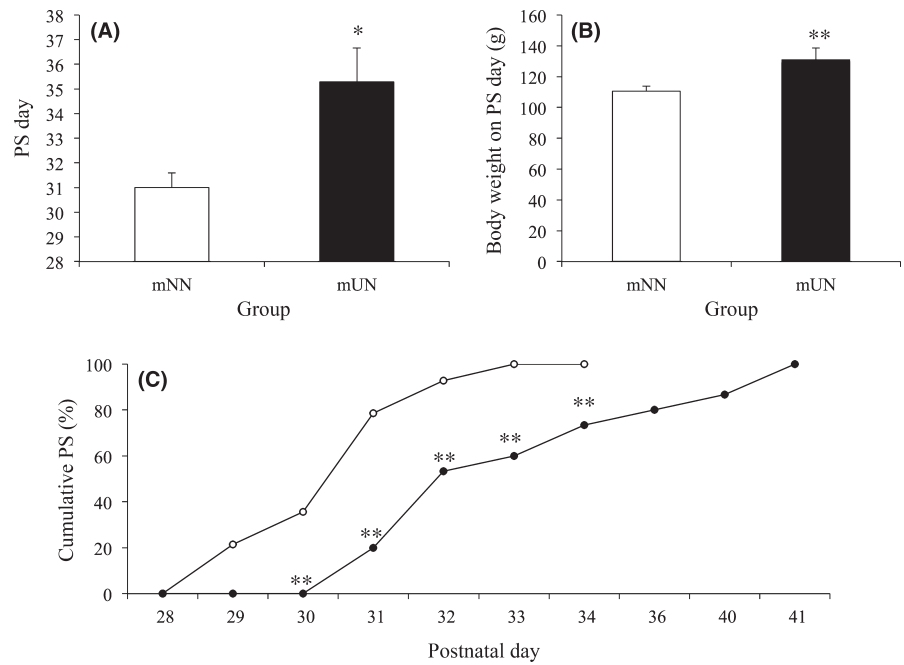 (A)
PS day
38
37
36
35
34
33
32
31
30
29
28
*
mNN
mUN
Group
(B)
Body weight on PS day (g)
160
140
120
100
80
60
40
20
0
**
mNN
mUN
Group
(C)
Cumulative PS (%)
100
80
60
40
20
0
**
**
**
**
**
28 29 30 31 32 33 34 36 40 41
Postnatal day